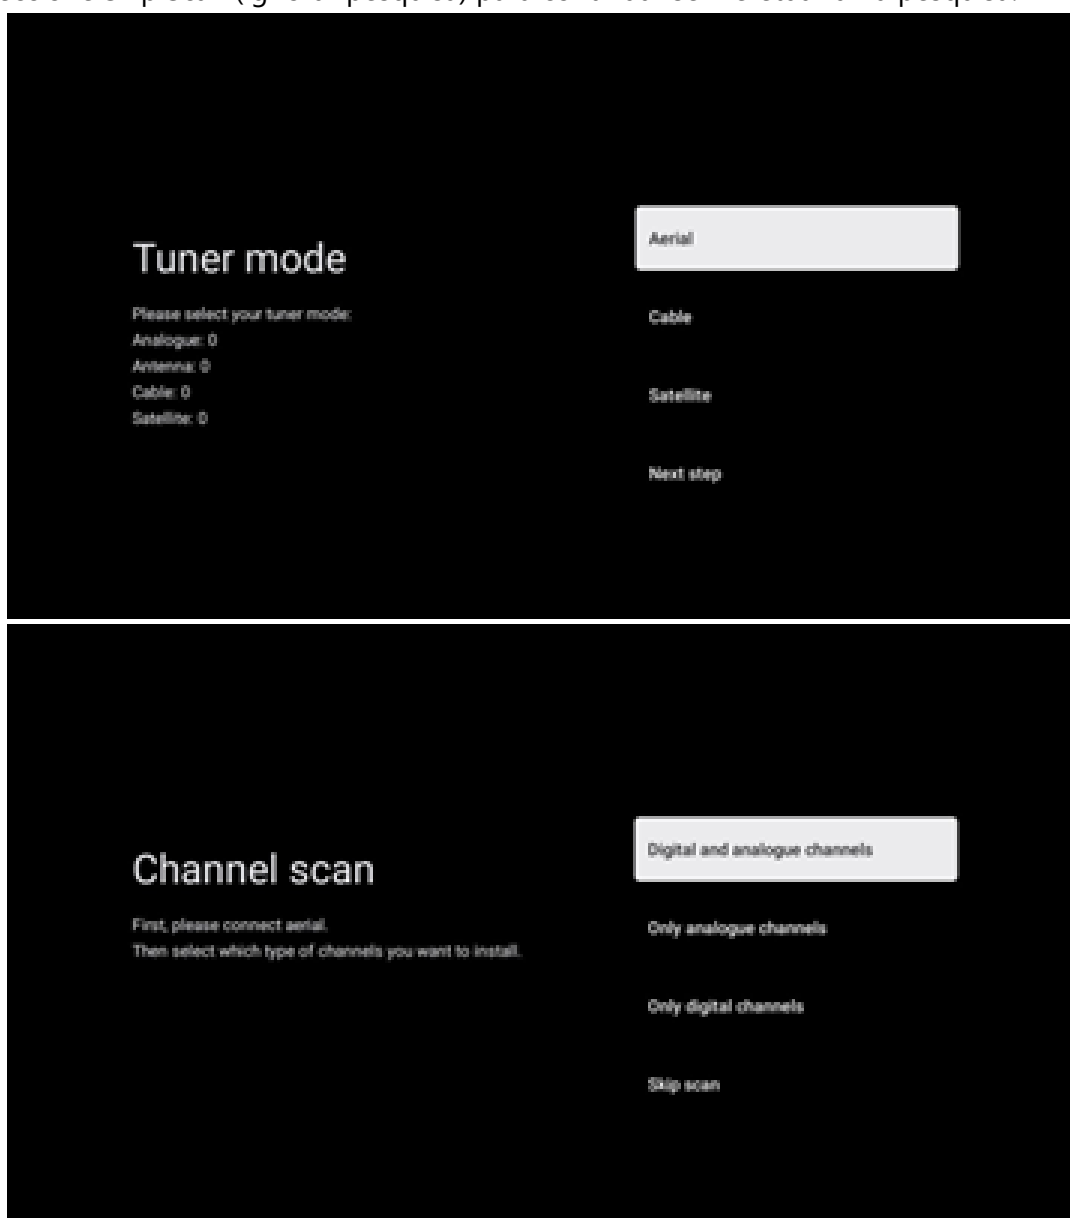 Tuner mode
Please select your tuner mode:
Analogue: 0
Antenna: 0
Cable: 0
Satellite: 0
Aerial
Cable
Satellite
Next step
Channel scan
First, please connect aerial.
Then select which type of channels you want to install.
Digital and analogue channels
Only analogue channels
Only digital channels
Skip scan